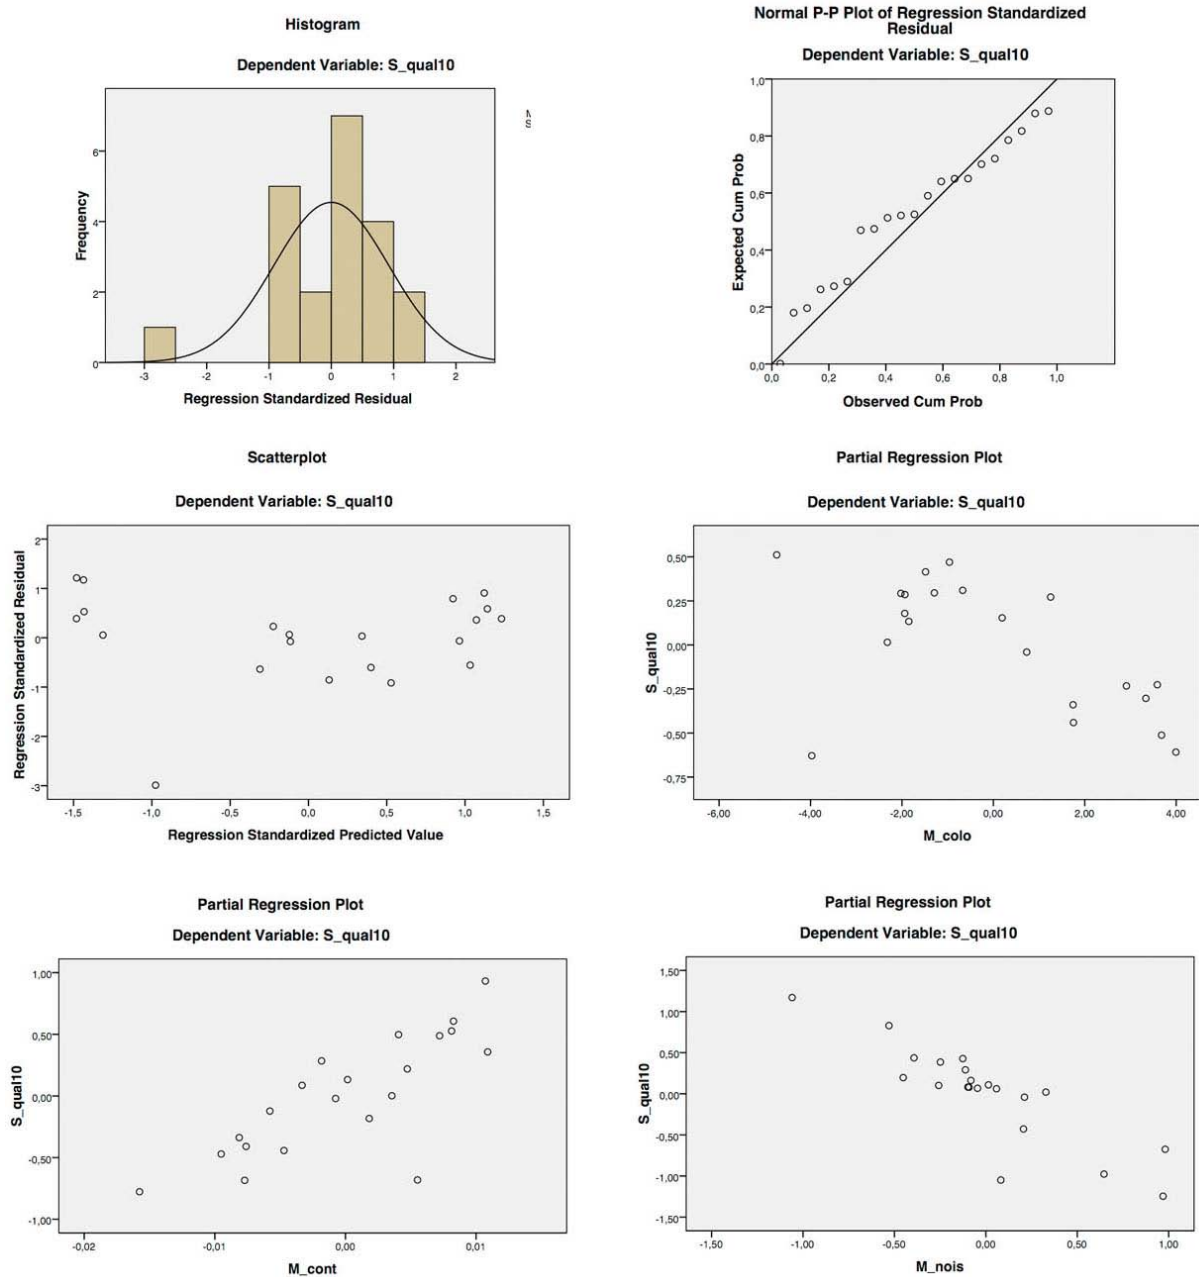 Histogram
Dependent Variable: S_qual10
Frequency
6
4
2
0
-3 -2 -1 0 1 2
Regression Standardized Residual
Normal P-P Plot of Regression Standardized
Residual
Dependent Variable: S_qual10
Expected Cum Prob
1,0
0,8
0,6
0,4
0,2
0,0
0,0 0,2 0,4 0,6 0,8 1,0
Observed Cum Prob
Scatterplot
Dependent Variable: S_qual10
Regression Standardized Residual
2
1
0
-1
-2
-3
-1,5 -1,0 -0,5 0,0 0,5 1,0 1,5
Regression Standardized Predicted Value
Partial Regression Plot
Dependent Variable: S_qual10
S_qual10
0,50
0,25
0,00
-0,25
-0,50
-0,75
-6,00 -4,00 -2,00 0,00 2,00 4,00
M_colo
Partial Regression Plot
Dependent Variable: S_qual10
S_qual10
1,00
0,50
0,00
-0,50
-1,00
-0,02 -0,01 0,00 0,01
M_cont
Partial Regression Plot
Dependent Variable: S_qual10
S_qual10
1,50
1,00
0,50
0,00
-0,50
-1,00
-1,50
-1,50 -1,00 -0,50 0,00 0,50 1,00
M_nois